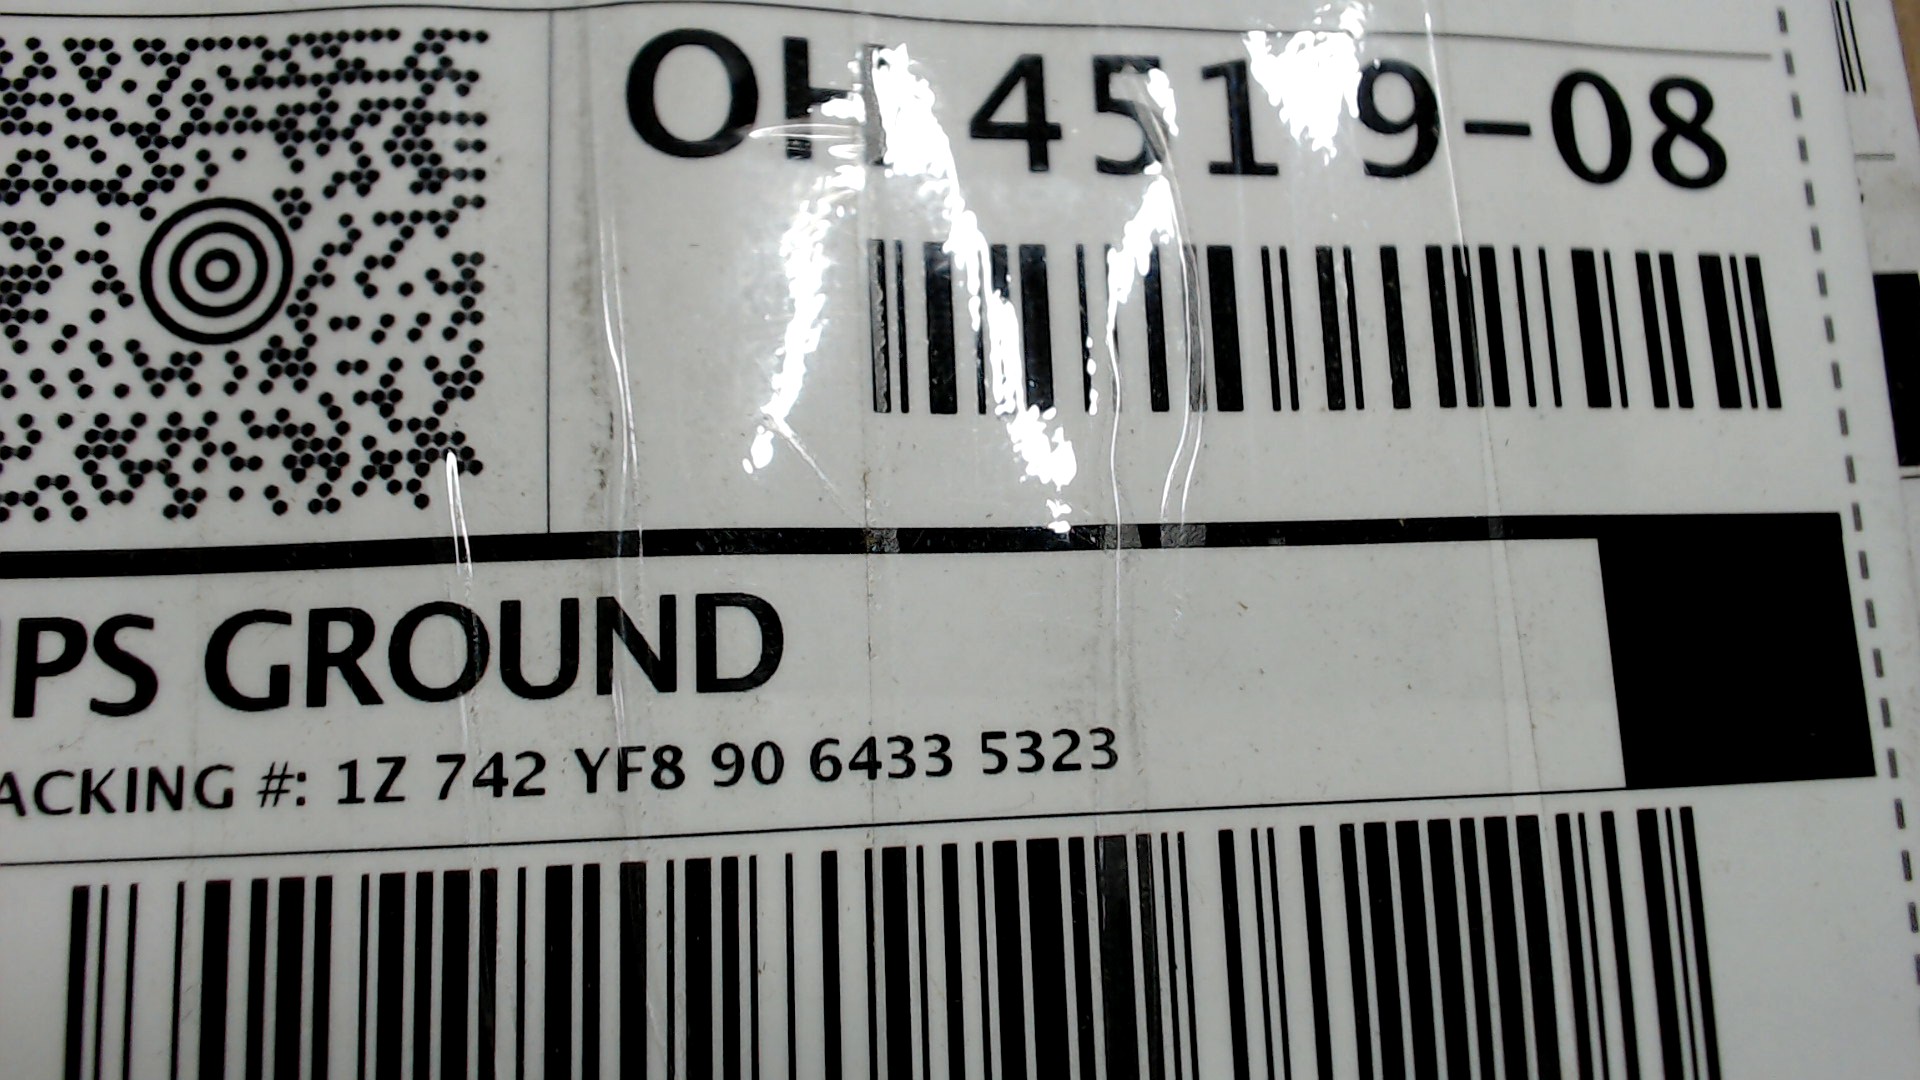 OH 451 9-08
PS GROUND
ACKING #: 1Z 742 YF8 90 6433 5323